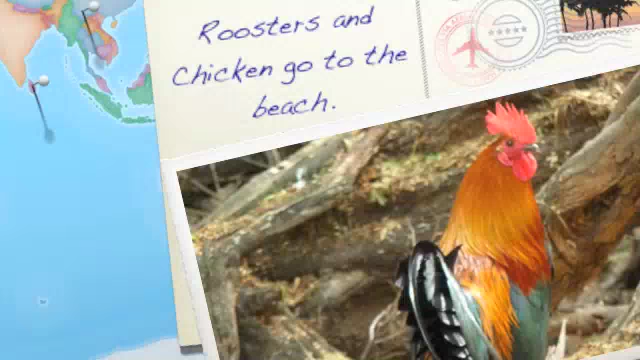 Roosters and
Chicken go to the
beach.